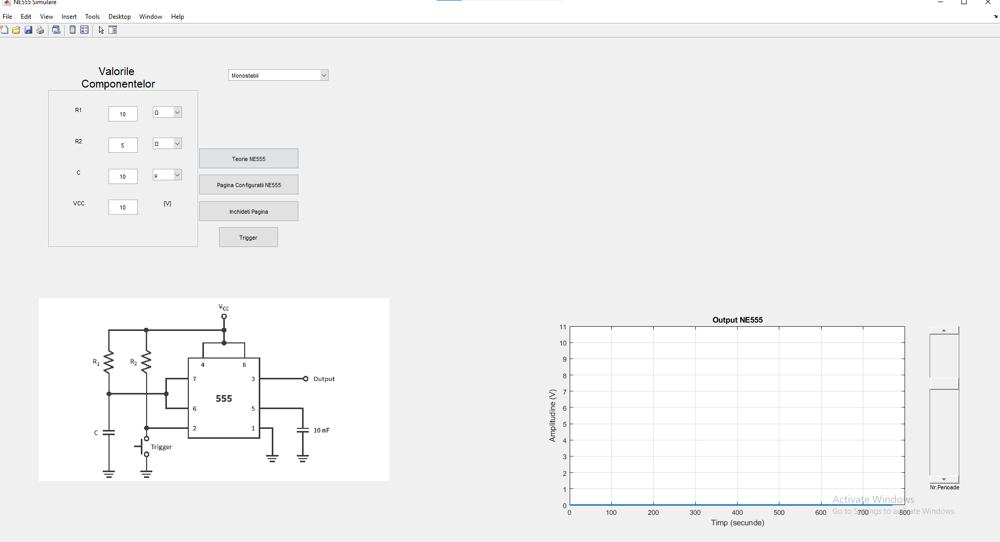 NE555 Simulare
File Edit View Insert Tools Desktop Window Help
Valorile
Componentelor
Monostabil
R1 10 Ω
R2 5 Ω
C 10 µ
VCC 10 [V]
Teorie NE555
Pagina Configuratii NE555
Inchideti Pagina
Trigger
VCC
R1 R2
4 8
7 3 Output
555
6 5
C 2 1 10 nF
Trigger
Output NE555
11
10
9
8
7
6
5
4
3
2
1
0
Amplitudine (V)
0 100 200 300 400 500 600 700 800
Timp (secunde)
Nr.Perioade
Activate Windows
Go to Settings to activate Windows.